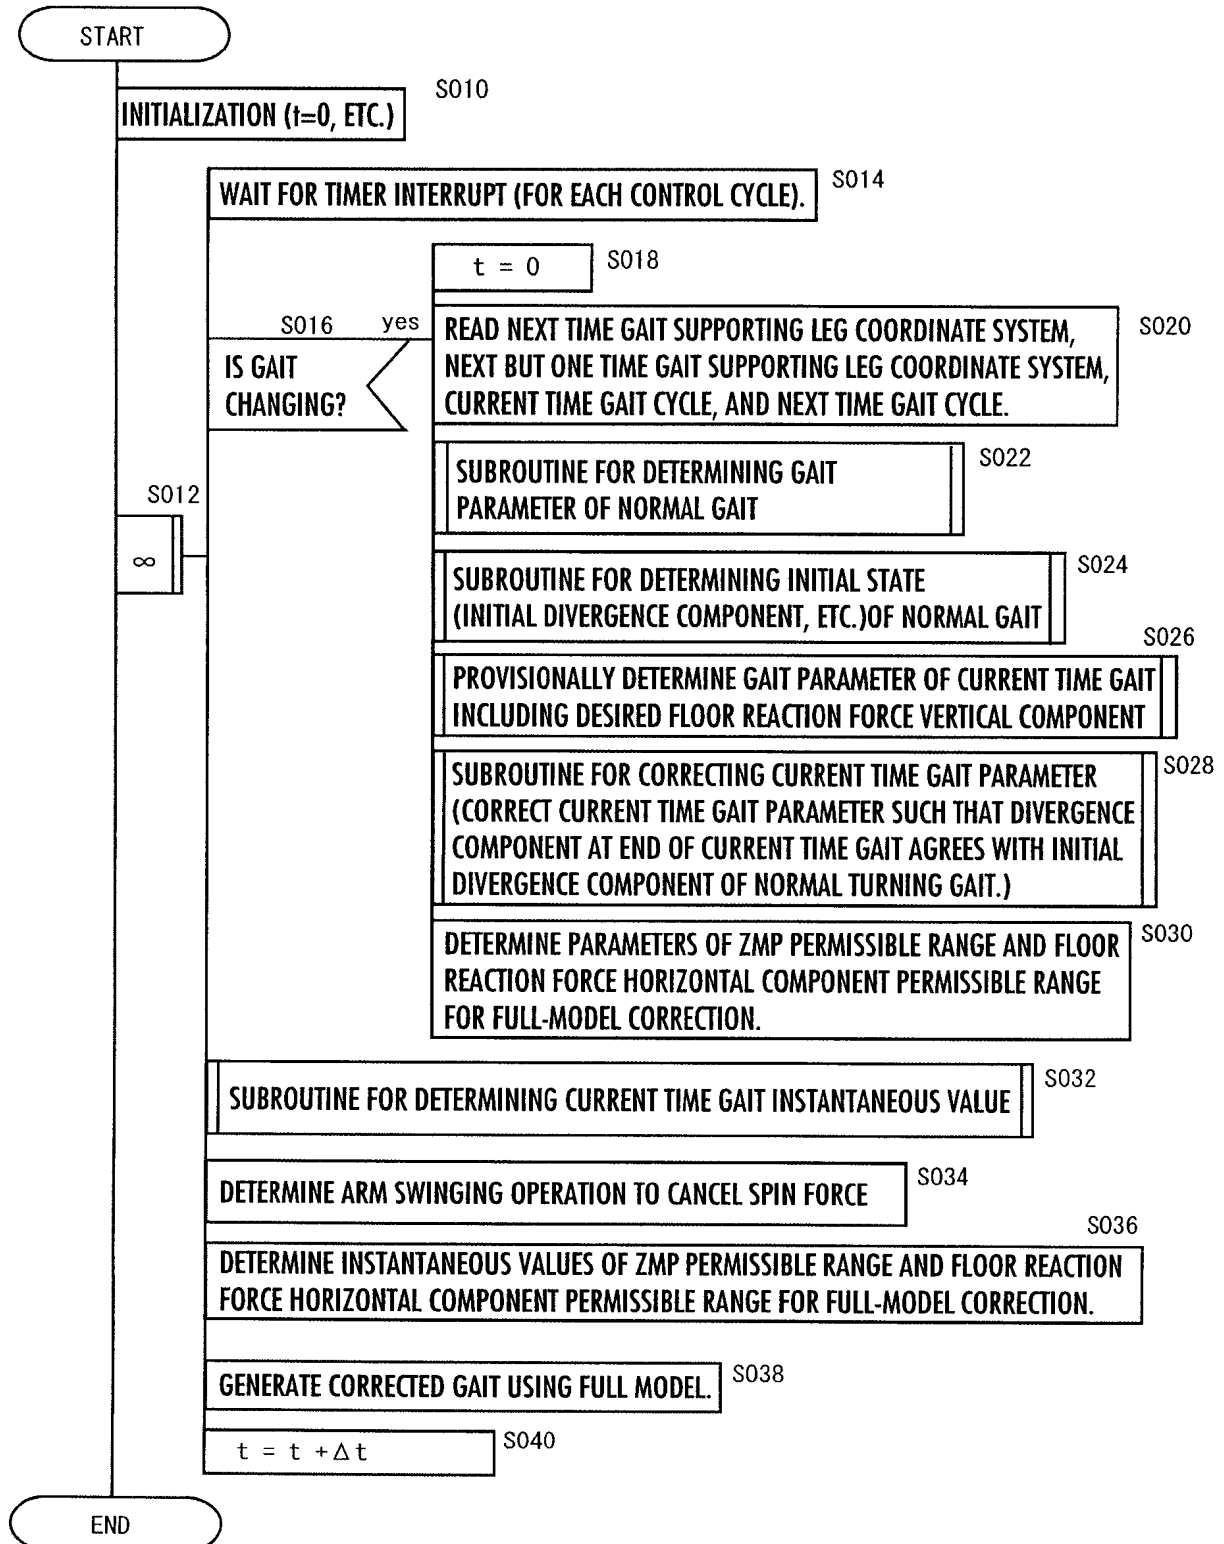 START
S010
INITIALIZATION (t=0, ETC.)
S014
WAIT FOR TIMER INTERRUPT (FOR EACH CONTROL CYCLE).
t = 0
S018
S016
yes
IS GAIT
CHANGING?
S020
READ NEXT TIME GAIT SUPPORTING LEG COORDINATE SYSTEM,
NEXT BUT ONE TIME GAIT SUPPORTING LEG COORDINATE SYSTEM,
CURRENT TIME GAIT CYCLE, AND NEXT TIME GAIT CYCLE.
S022
SUBROUTINE FOR DETERMINING GAIT
PARAMETER OF NORMAL GAIT
S012
∞
S024
SUBROUTINE FOR DETERMINING INITIAL STATE
(INITIAL DIVERGENCE COMPONENT, ETC.)OF NORMAL GAIT
S026
PROVISIONALLY DETERMINE GAIT PARAMETER OF CURRENT TIME GAIT
INCLUDING DESIRED FLOOR REACTION FORCE VERTICAL COMPONENT
S028
SUBROUTINE FOR CORRECTING CURRENT TIME GAIT PARAMETER
(CORRECT CURRENT TIME GAIT PARAMETER SUCH THAT DIVERGENCE
COMPONENT AT END OF CURRENT TIME GAIT AGREES WITH INITIAL
DIVERGENCE COMPONENT OF NORMAL TURNING GAIT.)
S030
DETERMINE PARAMETERS OF ZMP PERMISSIBLE RANGE AND FLOOR
REACTION FORCE HORIZONTAL COMPONENT PERMISSIBLE RANGE
FOR FULL-MODEL CORRECTION.
S032
SUBROUTINE FOR DETERMINING CURRENT TIME GAIT INSTANTANEOUS VALUE
S034
DETERMINE ARM SWINGING OPERATION TO CANCEL SPIN FORCE
S036
DETERMINE INSTANTANEOUS VALUES OF ZMP PERMISSIBLE RANGE AND FLOOR REACTION
FORCE HORIZONTAL COMPONENT PERMISSIBLE RANGE FOR FULL-MODEL CORRECTION.
S038
GENERATE CORRECTED GAIT USING FULL MODEL.
S040
t = t +Δt
END